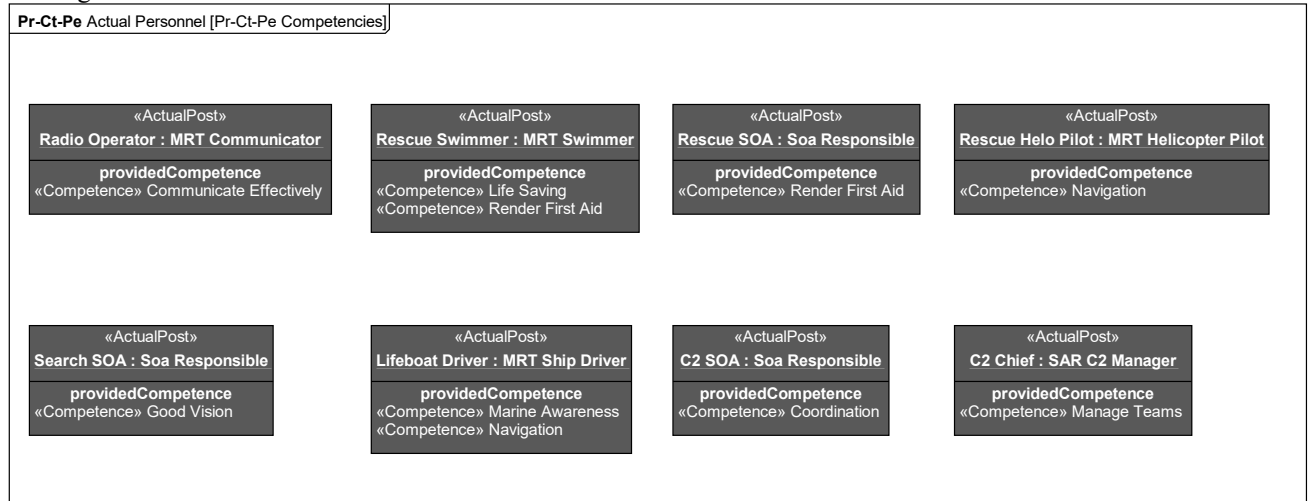 Pr-Ct-Pe Actual Personnel [Pr-Ct-Pe Competencies]
«ActualPost»
Radio Operator : MRT Communicator
providedCompetence
«Competence» Communicate Effectively
«ActualPost»
Rescue Swimmer : MRT Swimmer
providedCompetence
«Competence» Life Saving
«Competence» Render First Aid
«ActualPost»
Rescue SOA : Soa Responsible
providedCompetence
«Competence» Render First Aid
«ActualPost»
Rescue Helo Pilot : MRT Helicopter Pilot
providedCompetence
«Competence» Navigation
«ActualPost»
Search SOA : Soa Responsible
providedCompetence
«Competence» Good Vision
«ActualPost»
Lifeboat Driver : MRT Ship Driver
providedCompetence
«Competence» Marine Awareness
«Competence» Navigation
«ActualPost»
C2 SOA : Soa Responsible
providedCompetence
«Competence» Coordination
«ActualPost»
C2 Chief : SAR C2 Manager
providedCompetence
«Competence» Manage Teams